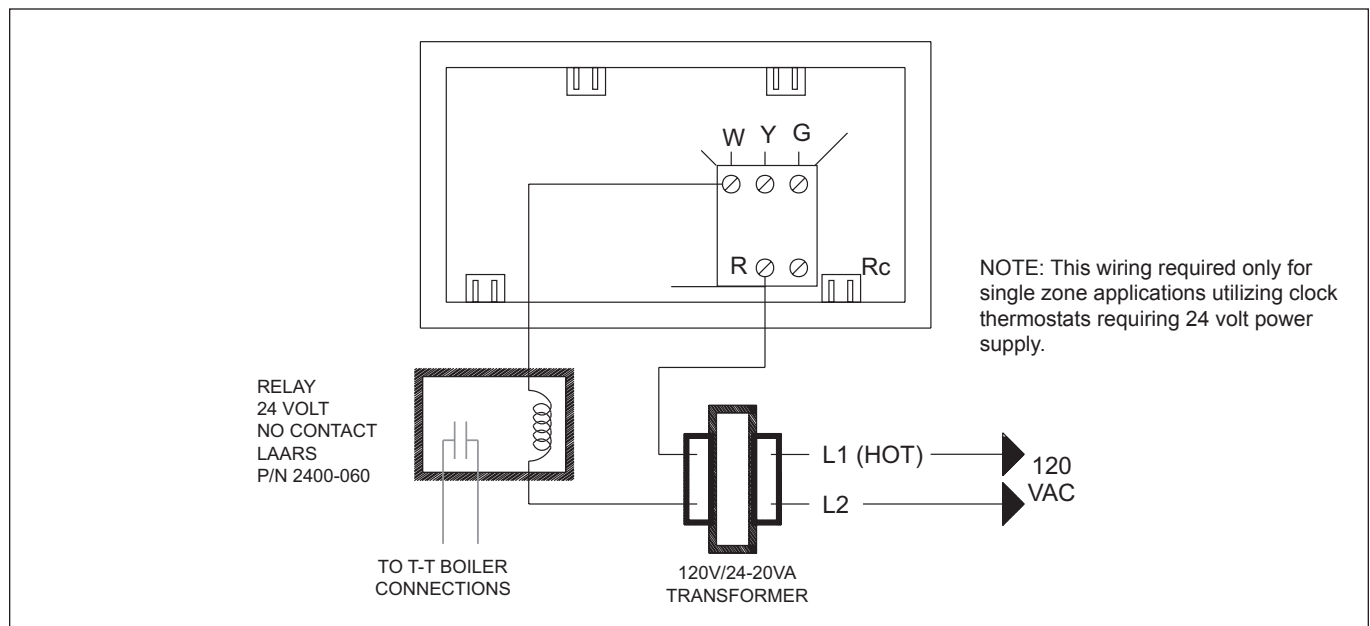 W Y G
R
Rc
NOTE: This wiring required only for
single zone applications utilizing clock
thermostats requiring 24 volt power
supply.
RELAY
24 VOLT
NO CONTACT
LAARS
P/N 2400-060
L1 (HOT)
L2
120
VAC
TO T-T BOILER
CONNECTIONS
120V/24-20VA
TRANSFORMER